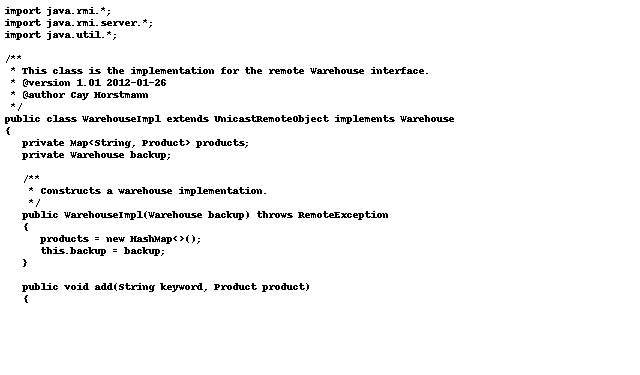 import java.rmi.*;
import java.rmi.server.*;
import java.util.*;

/**
 * This class is the implementation for the remote Warehouse interface.
 * @version 1.01 2012-01-26
 * @author Cay Horstmann
 */
public class WarehouseImpl extends UnicastRemoteObject implements Warehouse
{
   private Map<String, Product> products;
   private Warehouse backup;

   /**
    * Constructs a warehouse implementation.
    */
   public WarehouseImpl(Warehouse backup) throws RemoteException
   {
      products = new HashMap<>();
      this.backup = backup;
   }

   public void add(String keyword, Product product)
   {